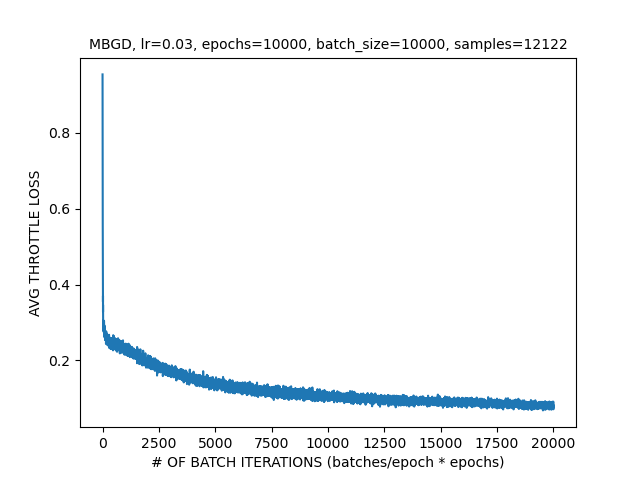 MBGD, lr=0.03, epochs=10000, batch_size=10000, samples=12122
0.8
0.6
0.4
0.2
AVG THROTTLE LOSS
0 2500 5000 7500 10000 12500 15000 17500 20000
# OF BATCH ITERATIONS (batches/epoch * epochs)